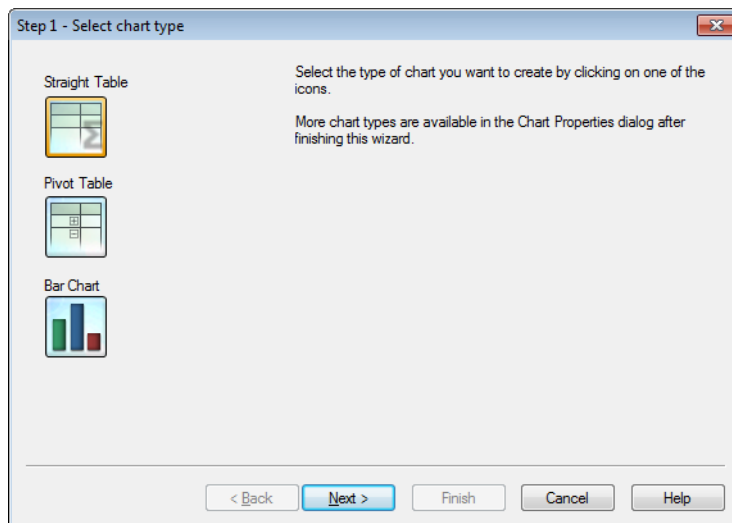 Step 1 - Select chart type
Straight Table
Select the type of chart you want to create by clicking on one of the
icons.
More chart types are available in the Chart Properties dialog after
finishing this wizard.
Σ
Pivot Table
Bar Chart
< Back
Next >
Finish
Cancel
Help